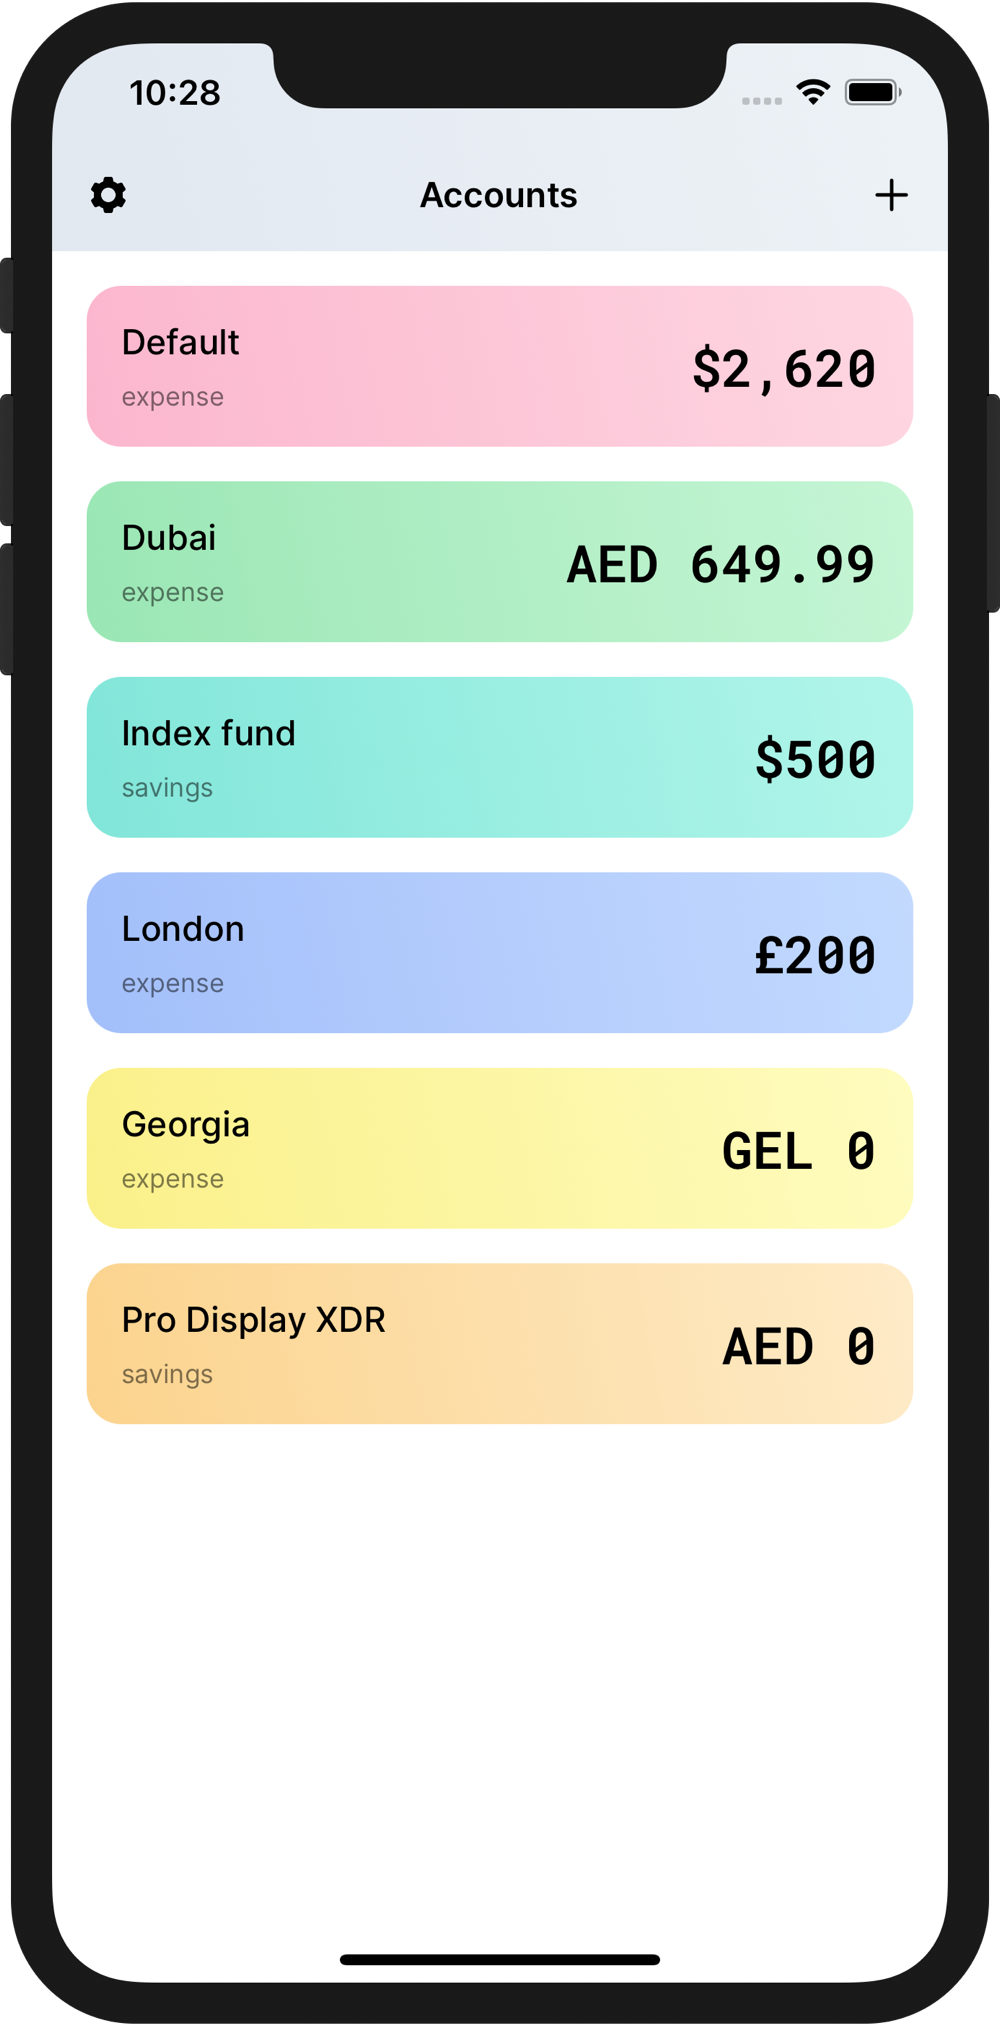 10:28
Accounts
Default
expense
$2,620
Dubai
expense
AED 649.99
Index fund
savings
$500
London
expense
£200
Georgia
expense
GEL 0
Pro Display XDR
savings
AED 0